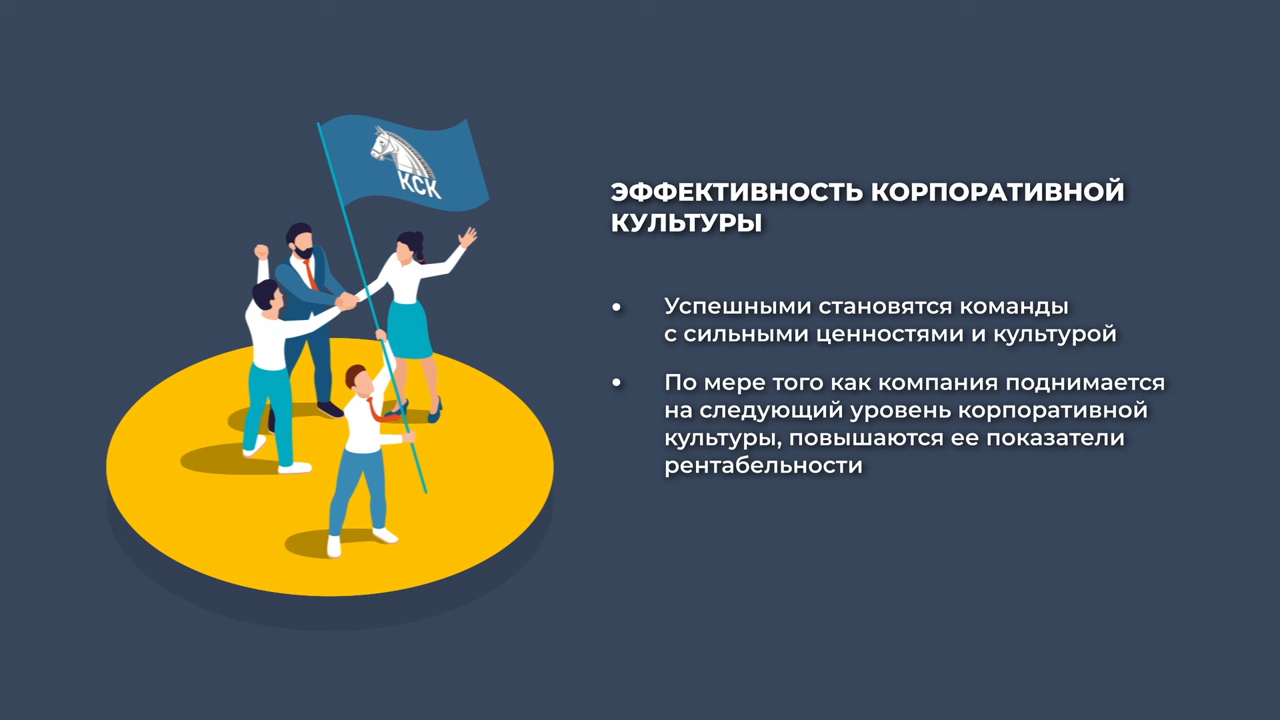 КСК
ЭФФЕКТИВНОСТЬ КОРПОРАТИВНОЙ
КУЛЬТУРЫ
• Успешными становятся команды
с сильными ценностями и культурой
• По мере того как компания поднимается
на следующий уровень корпоративной
культуры, повышаются ее показатели
рентабельности